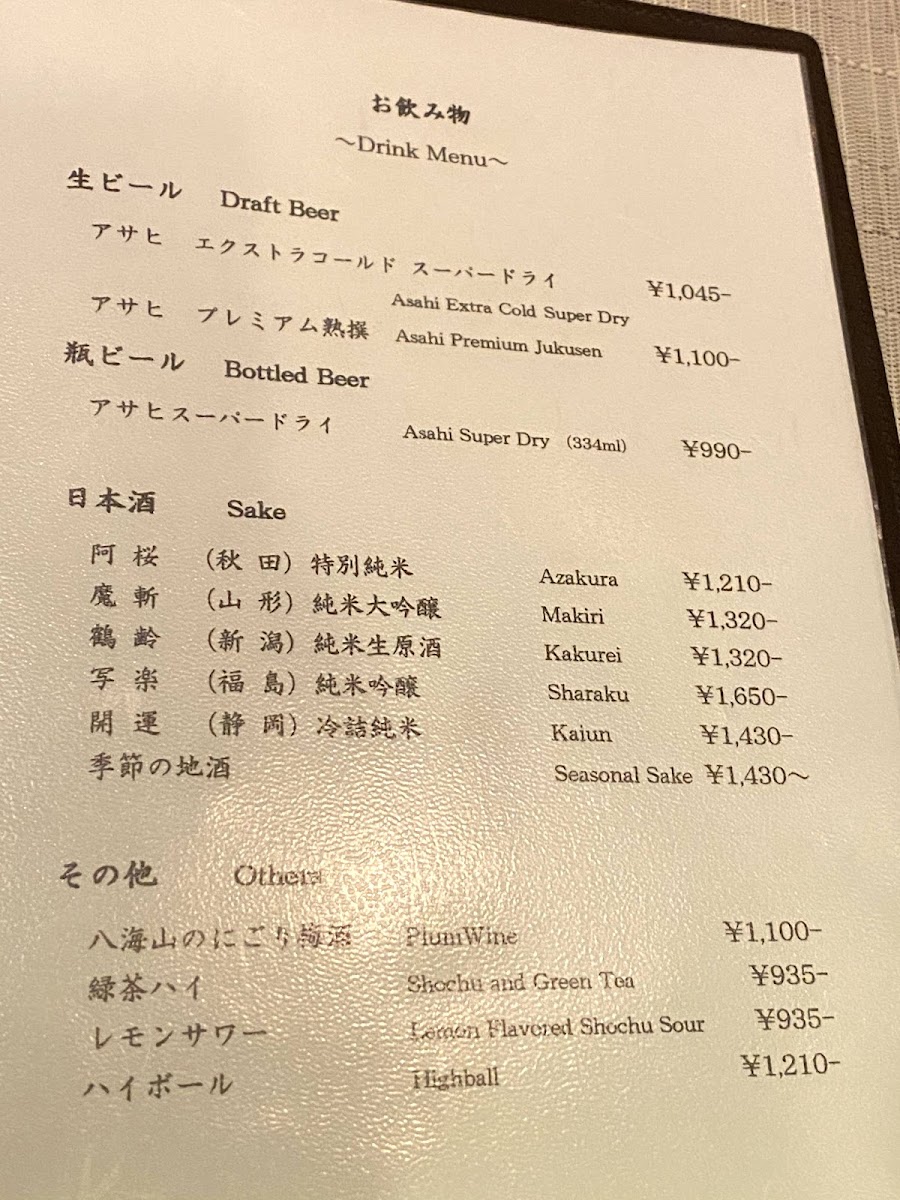 お飲み物
～Drink Menu～
生ビール Draft Beer
アサヒ エクストラコールド スーパードライ
Asahi Extra Cold Super Dry ¥1,045-
アサヒ プレミアム熟撰 Asahi Premium Jukusen ¥1,100-
瓶ビール Bottled Beer
アサヒスーパードライ Asahi Super Dry (334ml) ¥990-
日本酒 Sake
阿桜 (秋田) 特別純米 Azakura ¥1,210-
魔斬 (山形) 純米大吟醸 Makiri ¥1,320-
鶴齢 (新潟) 純米生原酒 Kakurei ¥1,320-
写楽 (福島) 純米吟醸 Sharaku ¥1,650-
開運 (静岡) 冷詰純米 Kaiun ¥1,430-
季節の地酒 Seasonal Sake ¥1,430～
その他 Others
八海山のにごり梅酒 PlumWine ¥1,100-
緑茶ハイ Shochu and Green Tea ¥935-
レモンサワー Lemon Flavored Shochu Sour ¥935-
ハイボール Highball ¥1,210-